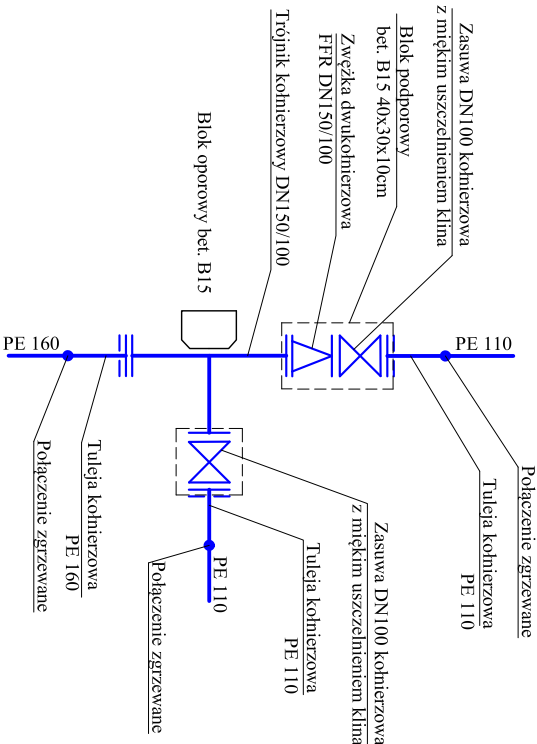 Zasuwa DN100 kołnierzowa
z miękim uszczelnieniem klina
Blok podporowy
bet. B15 40x30x10cm
Zwężka dwukołnierzowa
FFR DN150/100
Trójnik kołnierzowy DN150/100
Blok oporowy bet. B15
PE 160
PE 110
Połączenie zgrzewane
Tuleja kołnierzowa
PE 110
Zasuwa DN100 kołnierzowa
z miękim uszczelnieniem klina
Tuleja kołnierzowa
PE 110
PE 110
Połączenie zgrzewane
Tuleja kołnierzowa
PE 160
Połączenie zgrzewane